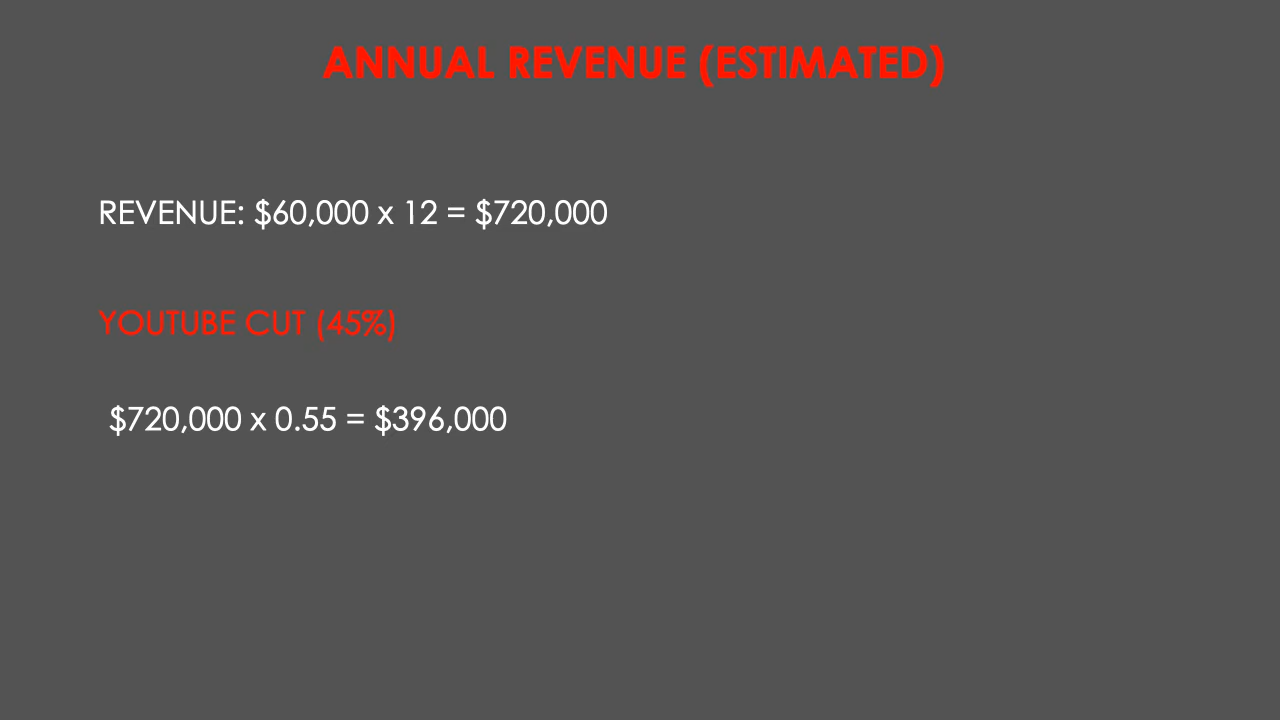 ANNUAL REVENUE (ESTIMATED)
REVENUE: $60,000 x 12 = $720,000
YOUTUBE CUT (45%)
$720,000 x 0.55 = $396,000